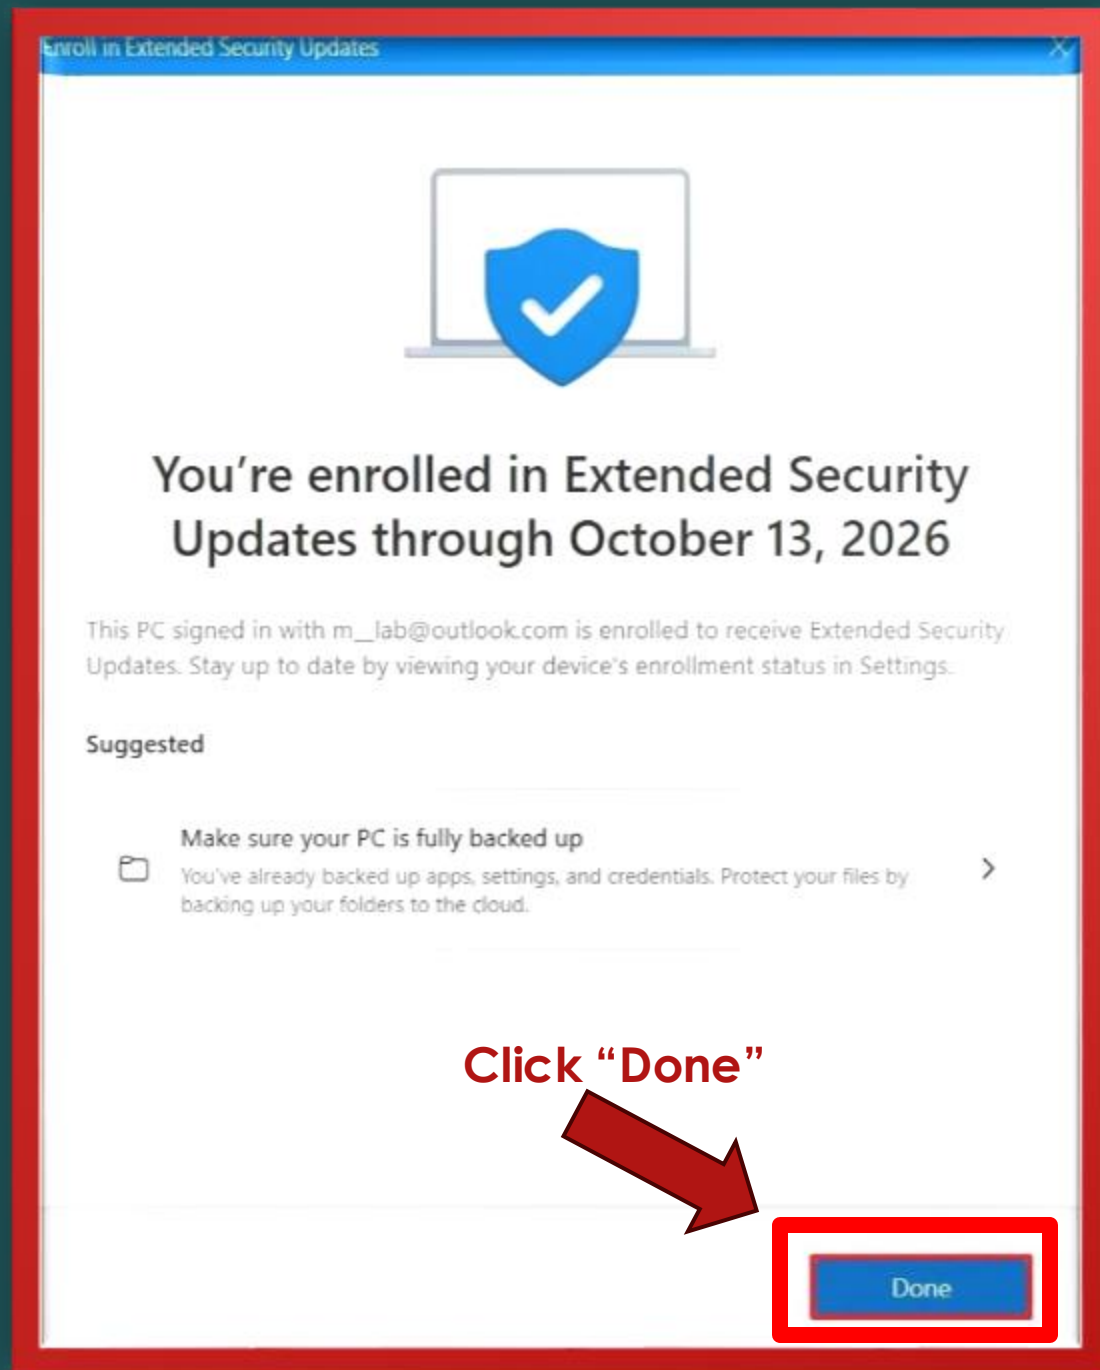 Enroll in Extended Security Updates
You're enrolled in Extended Security
Updates through October 13, 2026
This PC signed in with m__lab@outlook.com is enrolled to receive Extended Security
Updates. Stay up to date by viewing your device's enrollment status in Settings.
Suggested
Make sure your PC is fully backed up
You've already backed up apps, settings, and credentials. Protect your files by
backing up your folders to the cloud.
Click “Done”
Done